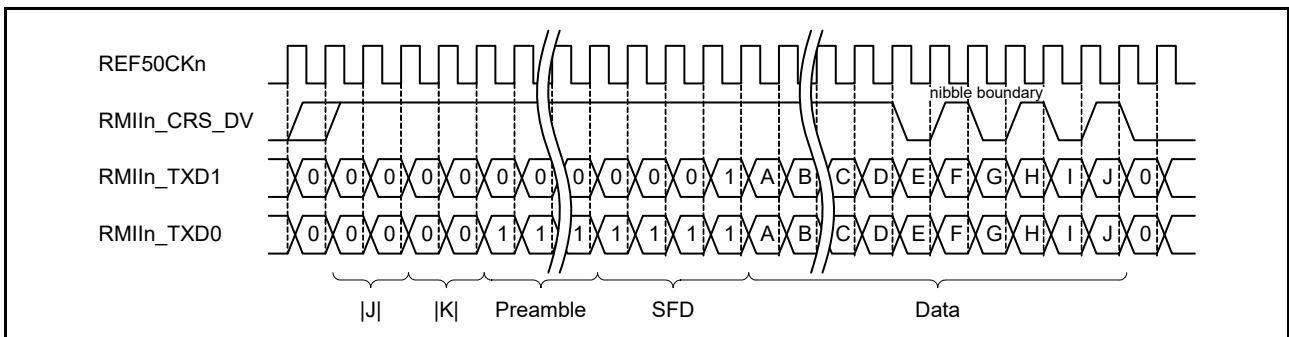 REF50CKn
nibble boundary
RMIIn_CRS_DV
RMIIn_TXD1 0 0 0 0 0 0 0 0 0 0 0 1 A B C D E F G H I J 0
RMIIn_TXD0 0 0 0 0 0 1 1 1 1 1 1 1 A B C D E F G H I J 0
|J| |K| Preamble SFD Data